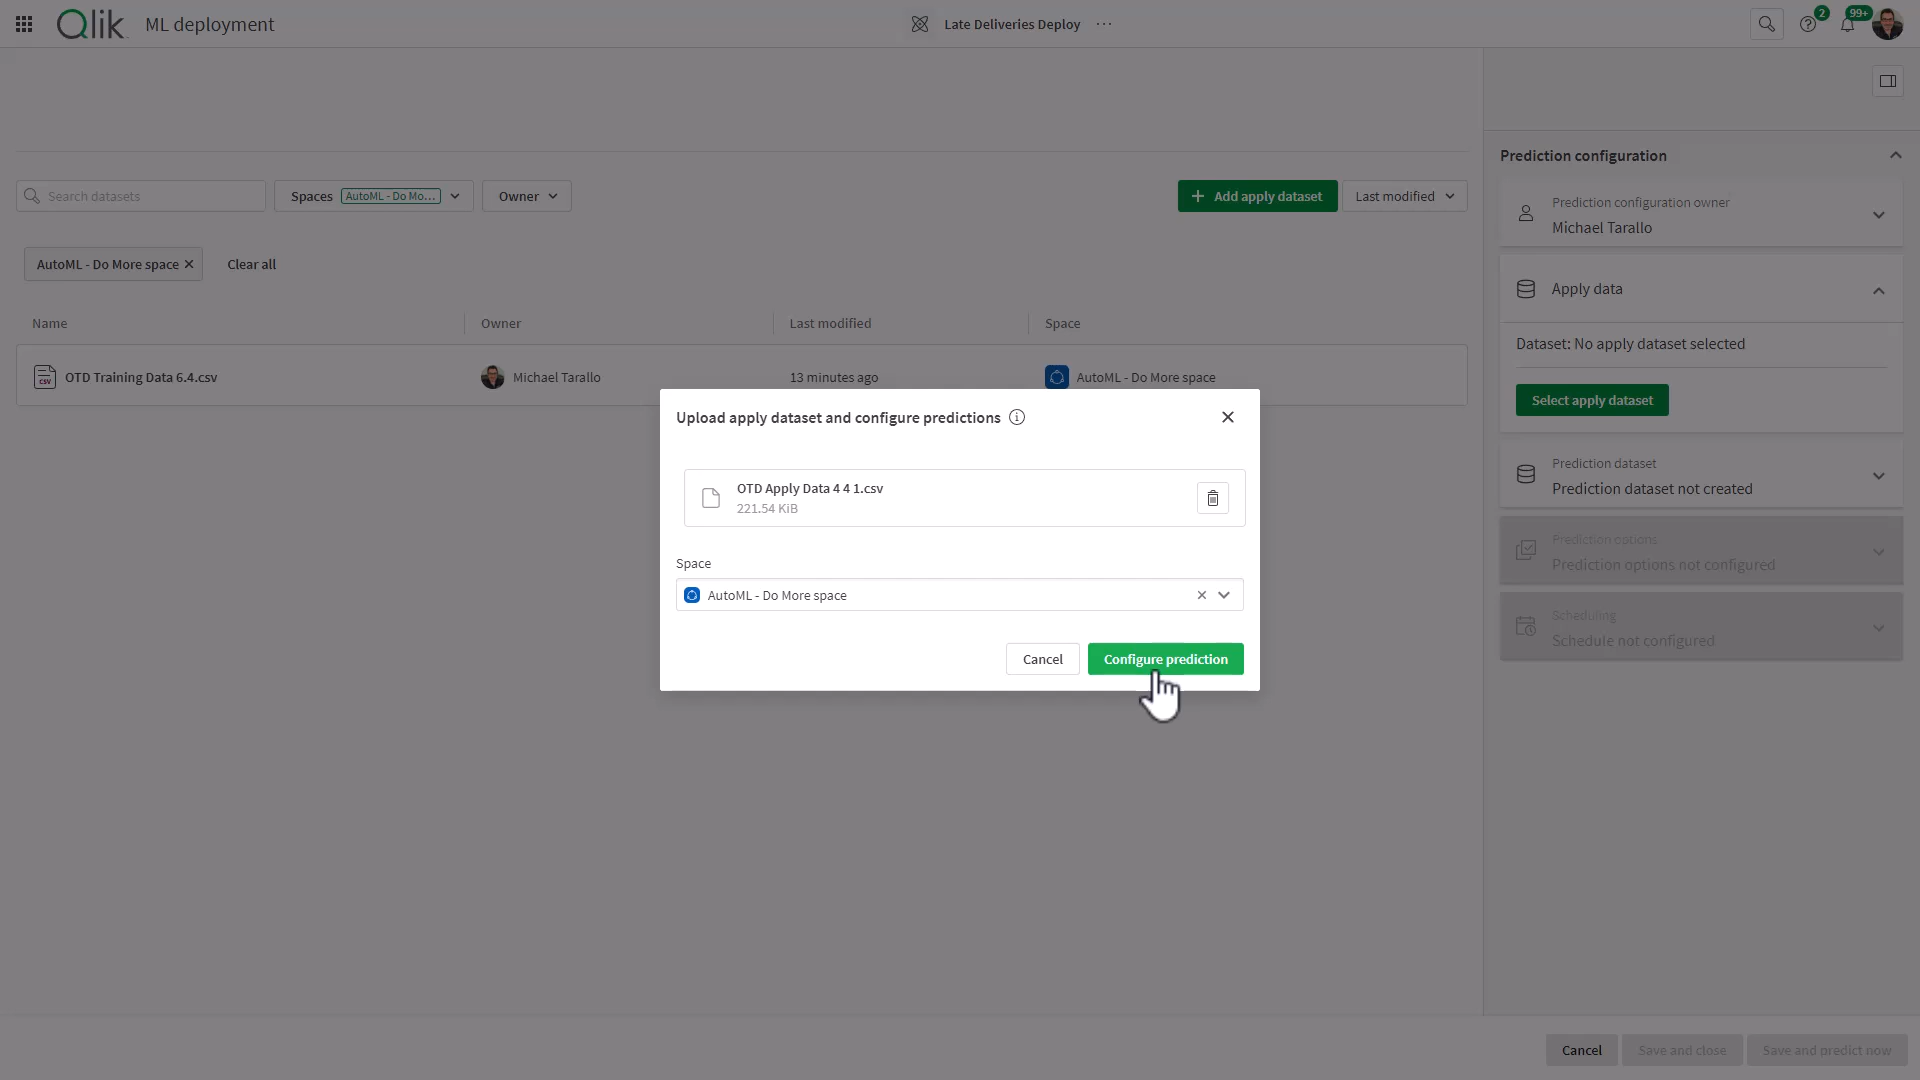 Qlik
ML deployment
Late Deliveries Deploy ...
2
99+
Search datasets
Spaces AutoML - Do Mo...
Owner
+ Add apply dataset
Last modified
AutoML - Do More space ✕
Clear all
Name
Owner
Last modified
Space
csv
OTD Training Data 6.4.csv
Michael Tarallo
13 minutes ago
AutoML - Do More space
Upload apply dataset and configure predictions
OTD Apply Data 4 4 1.csv
221.54 KiB
Space
AutoML - Do More space
Cancel
Configure prediction
Prediction configuration
Prediction configuration owner
Michael Tarallo
Apply data
Dataset: No apply dataset selected
Select apply dataset
Prediction dataset
Prediction dataset not created
Prediction options
Prediction options not configured
Scheduling
Schedule not configured
Cancel
Save and close
Save and predict now